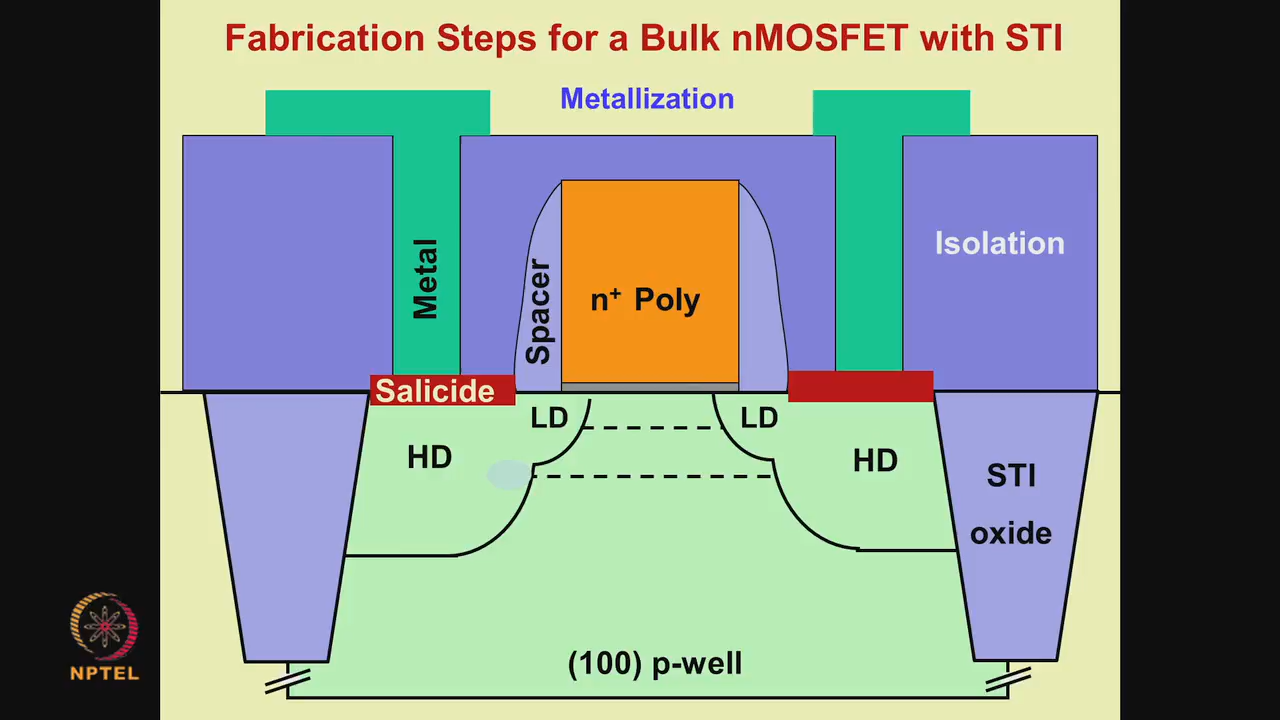 Fabrication Steps for a Bulk nMOSFET with STI
Metallization
Isolation
Metal
Spacer
n⁺ Poly
Salicide
LD
LD
HD
HD
STI
oxide
(100) p-well
NPTEL